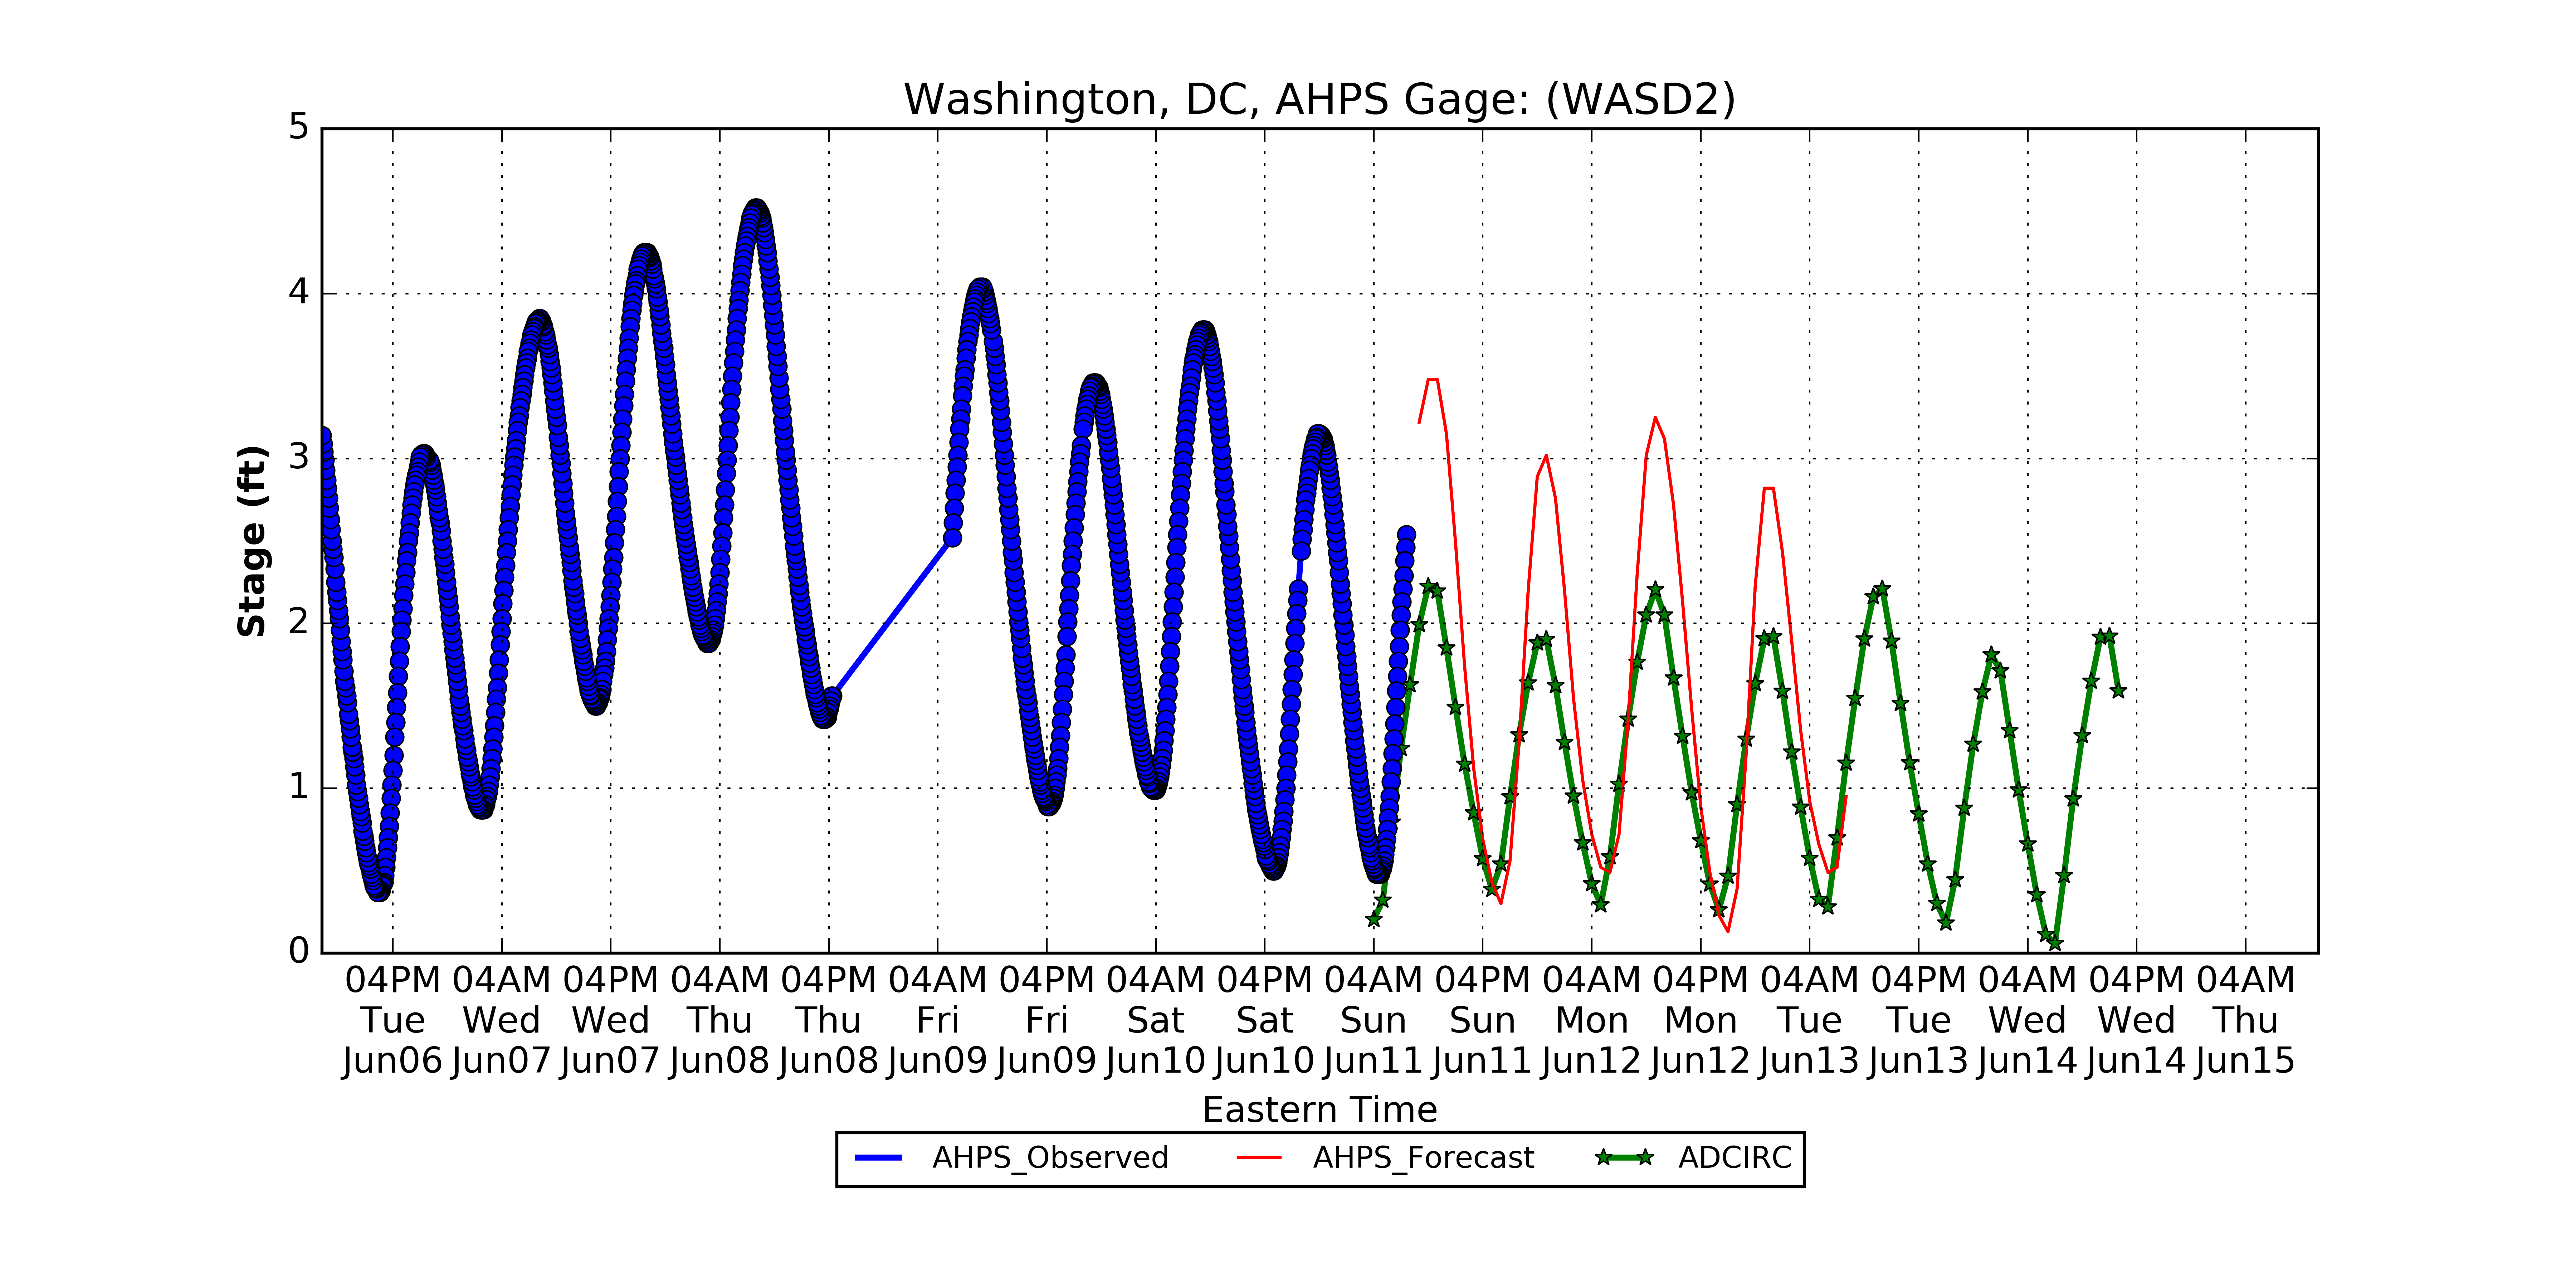 Washington, DC, AHPS Gage: (WASD2)
5
4
3
2
1
0
Stage (ft)
04PM 04AM 04PM 04AM 04PM 04AM 04PM 04AM 04PM 04AM 04PM 04AM 04PM 04AM 04PM 04AM 04PM 04AM
Tue Wed Wed Thu Thu Fri Fri Sat Sat Sun Sun Mon Mon Tue Tue Wed Wed Thu
Jun06 Jun07 Jun07 Jun08 Jun08 Jun09 Jun09 Jun10 Jun10 Jun11 Jun11 Jun12 Jun12 Jun13 Jun13 Jun14 Jun14 Jun15
Eastern Time
AHPS_Observed AHPS_Forecast ADCIRC